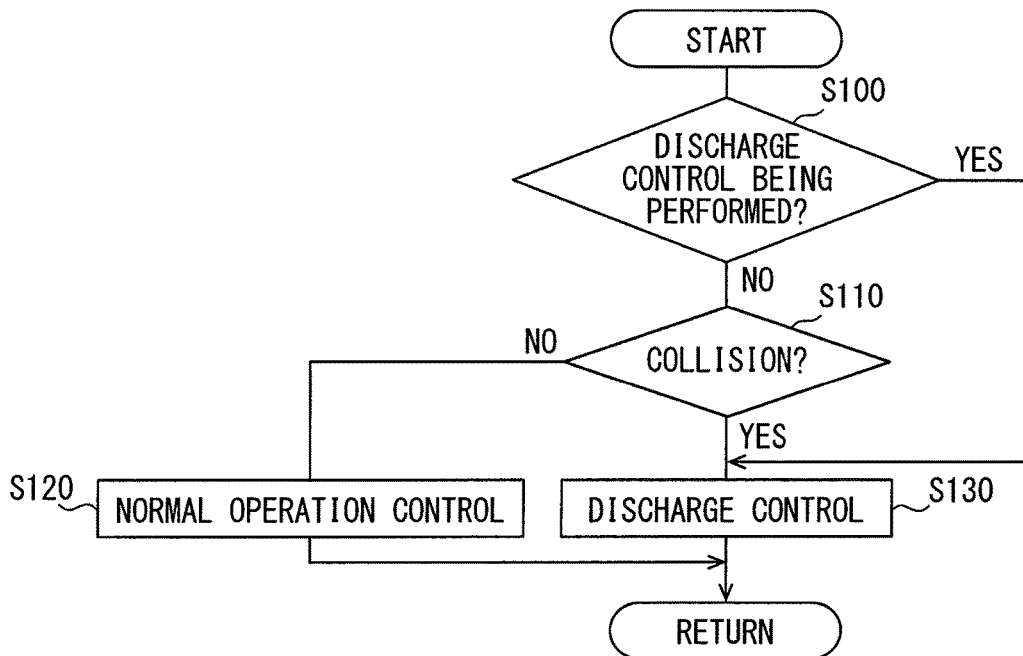 START
S100
DISCHARGE
CONTROL BEING
PERFORMED?
YES
NO
S110
COLLISION?
NO
YES
S120
NORMAL OPERATION CONTROL
DISCHARGE CONTROL
S130
RETURN